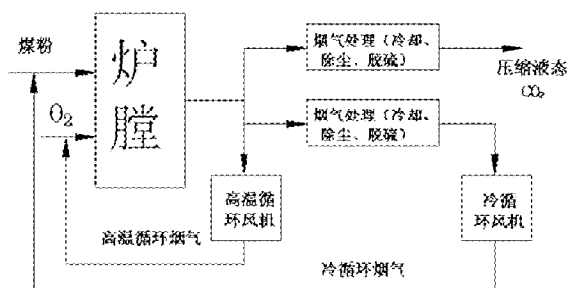 煤粉
O₂
炉
膛
烟气处理（冷却、
除尘、脱硫）
压缩液态
CO₂
烟气处理（冷却、
除尘、脱硫）
高温循
环风机
冷循
环风机
高温循环烟气
冷循环烟气